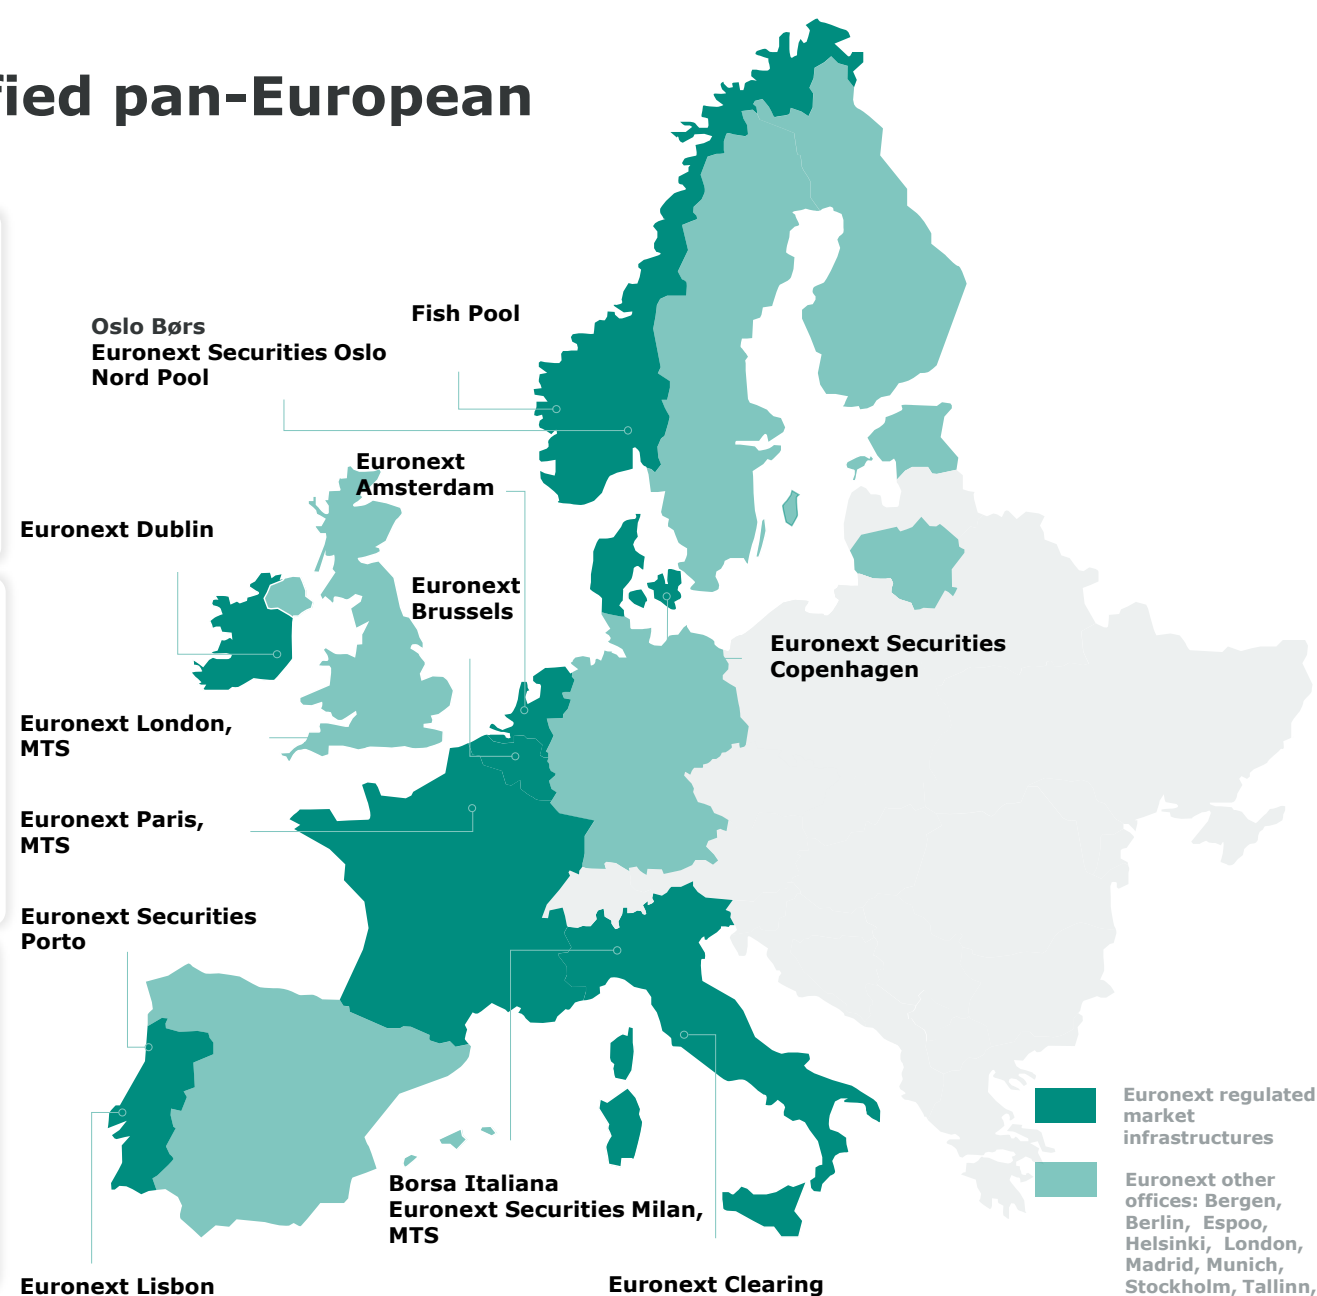 fied pan-European
Fish Pool
Oslo Børs
Euronext Securities Oslo
Nord Pool
Euronext
Amsterdam
Euronext Dublin
Euronext
Brussels
Euronext Securities
Copenhagen
Euronext London,
MTS
Euronext Paris,
MTS
Euronext Securities
Porto
Borsa Italiana
Euronext Securities Milan,
MTS
Euronext Lisbon
Euronext Clearing
Euronext regulated
market
infrastructures
Euronext other
offices: Bergen,
Berlin, Espoo,
Helsinki, London,
Madrid, Munich,
Stockholm, Tallinn,